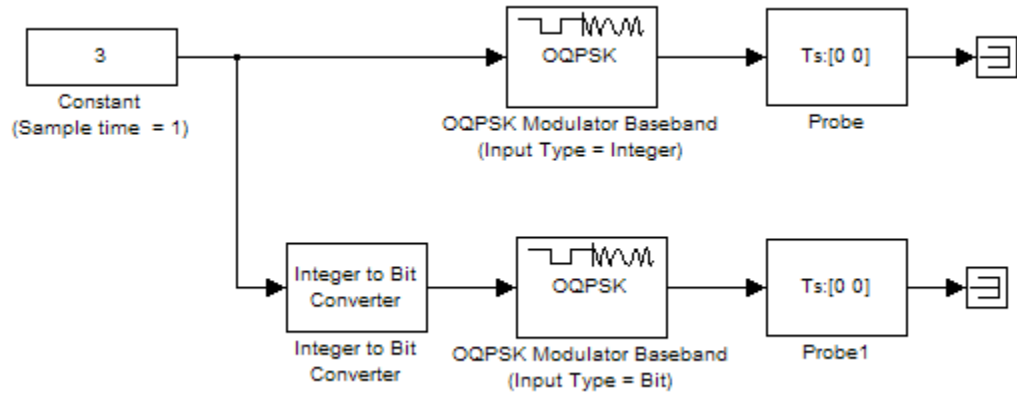 3
Constant
(Sample time = 1)
OQPSK
OQPSK Modulator Baseband
(Input Type = Integer)
Ts:[0 0]
Probe
Integer to Bit
Converter
Integer to Bit
Converter
OQPSK
OQPSK Modulator Baseband
(Input Type = Bit)
Ts:[0 0]
Probe1